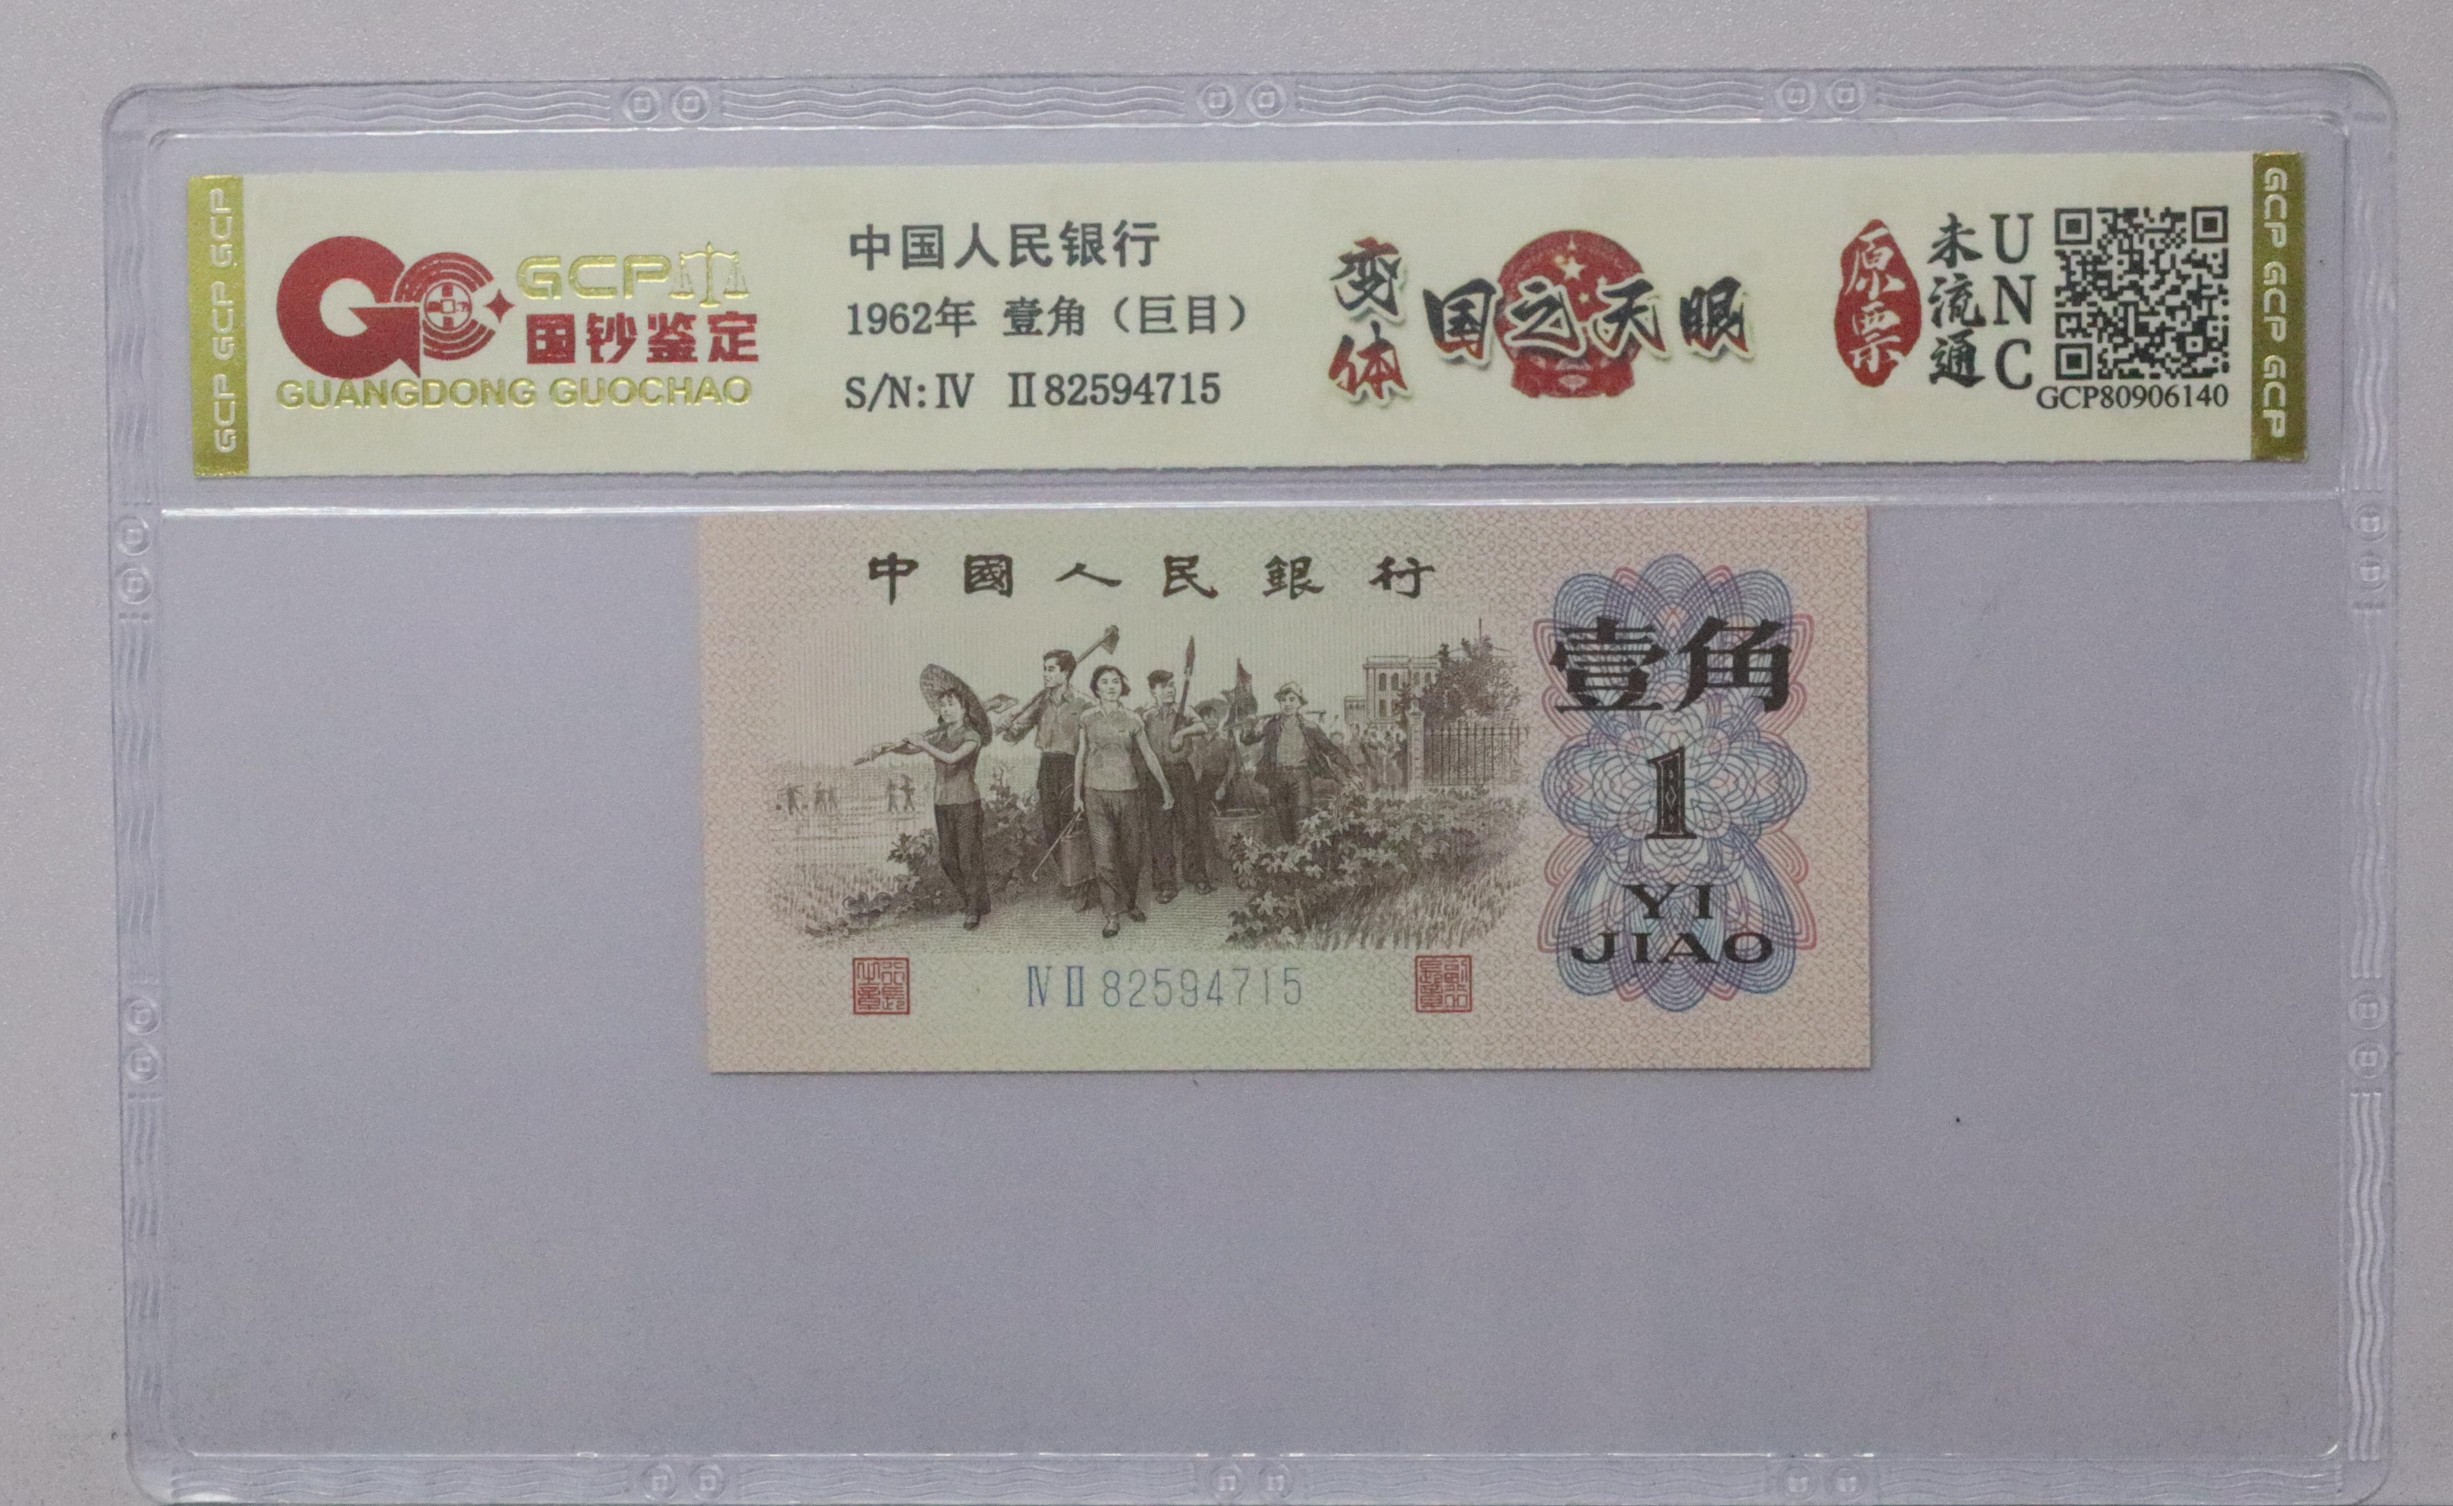 GCP
国钞鉴定
GUANGDONG GUOCHAO
中国人民银行
1962年 壹角（巨目）
S/N:Ⅳ Ⅱ82594715
变体
国之天眼
原票
未流通
UNC
GCP80906140
GCP GCP GCP
GCP GCP GCP
中國人民銀行
壹角
1
YI
JIAO
Ⅳ Ⅱ 82594715